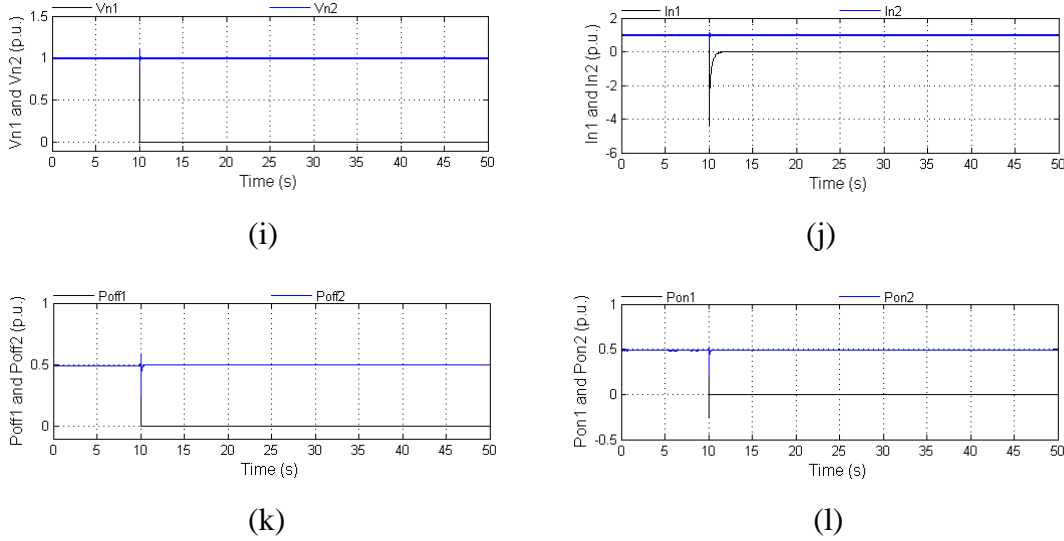 Vn1 Vn2
Vn1 and Vn2 (p.u.)
1.5
1
0.5
0
0 5 10 15 20 25 30 35 40 45 50
Time (s)
(i)
In1 In2
In1 and In2 (p.u.)
2
0
-2
-4
-6
0 5 10 15 20 25 30 35 40 45 50
Time (s)
(j)
Poff1 Poff2
Poff1 and Poff2 (p.u.)
1
0.5
0
0 5 10 15 20 25 30 35 40 45 50
Time (s)
(k)
Pon1 Pon2
Pon1 and Pon2 (p.u.)
1
0.5
0
-0.5
0 5 10 15 20 25 30 35 40 45 50
Time (s)
(l)